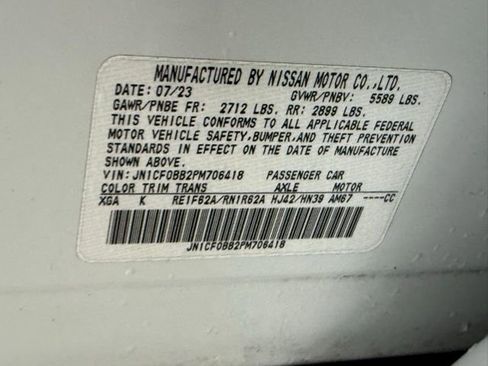 MANUFACTURED BY NISSAN MOTOR CO.,LTD.
DATE: 07/23 GVWR/PNBV: 5589 LBS.
GAWR/PNBE FR: 2712 LBS. RR: 2899 LBS.
THIS VEHICLE CONFORMS TO ALL APPLICABLE FEDERAL
MOTOR VEHICLE SAFETY,BUMPER,AND THEFT PREVENTION
STANDARDS IN EFFECT ON THE DATE OF MANUFACTURE
SHOWN ABOVE.
VIN: JN1CF0BB2PM706418 PASSENGER CAR
COLOR TRIM TRANS AXLE MOTOR
XGA K RE1F62A/RN1R62A HJ42/HN39 AM67 ----CC
JN1CF0BB2PM706418